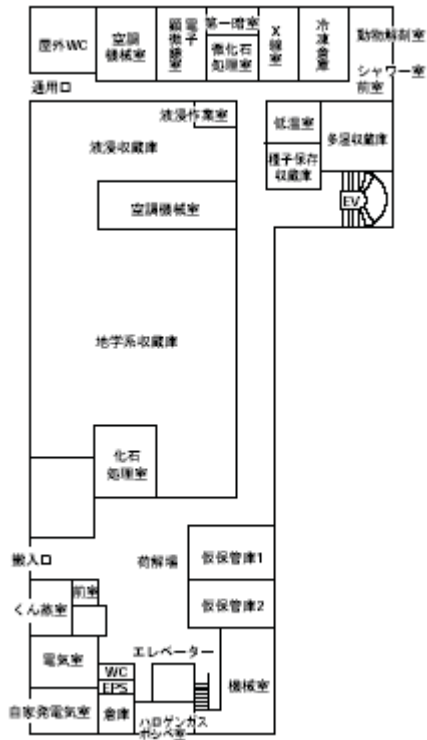 屋外WC
空調
機械室
電子
顕微鏡室
第一暗室
微化石
処理室
X線室
冷凍倉庫
動物解剖室
シャワー室
前室
通用口
液浸作業室
液浸収蔵庫
低温室
多湿収蔵庫
種子保存
収蔵庫
空調機械室
EV
地学系収蔵庫
化石
処理室
搬入口
荷解場
仮保管庫1
前室
くん蒸室
仮保管庫2
電気室
エレベーター
WC
EPS
機械室
自家発電気室
倉庫
ハロゲンガス
ボンベ室